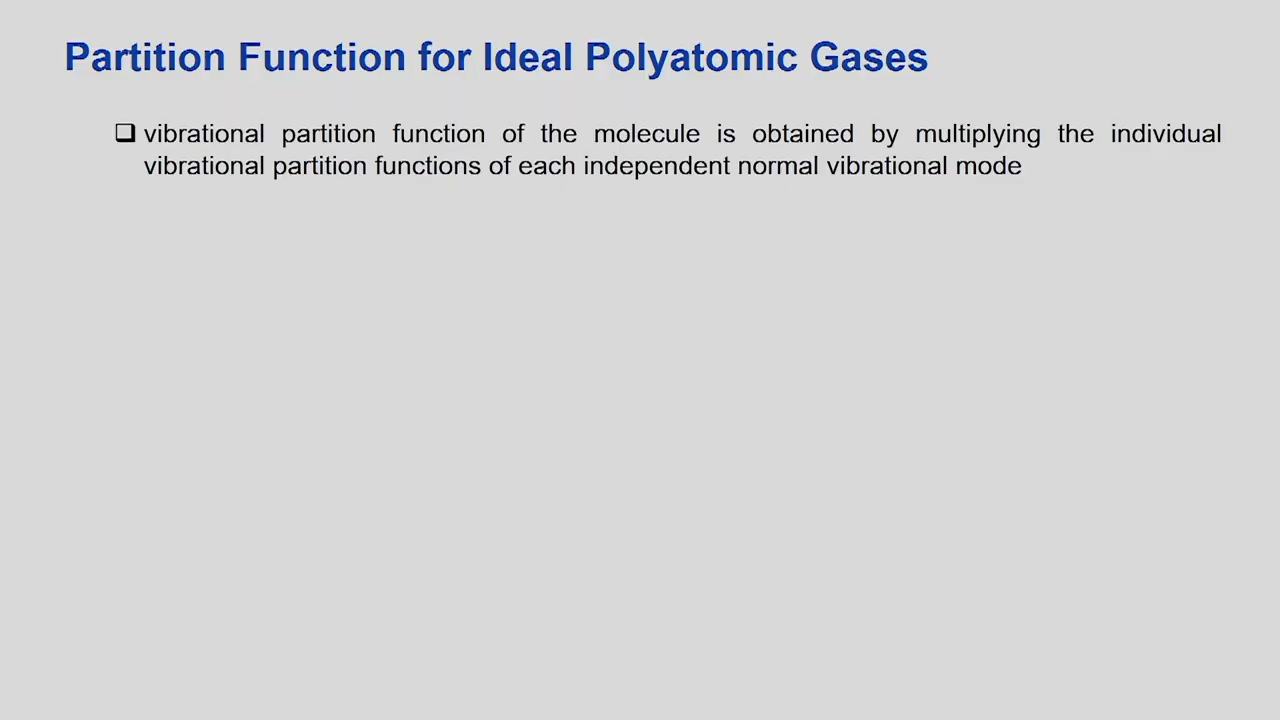 Partition Function for Ideal Polyatomic Gases
❑ vibrational partition function of the molecule is obtained by multiplying the individual
vibrational partition functions of each independent normal vibrational mode